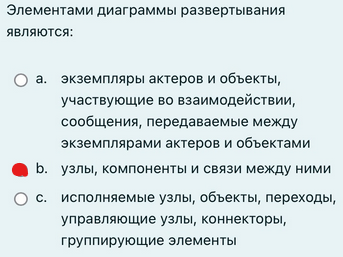 Элементами диаграммы развертывания
являются:
a. экземпляры актеров и объекты,
участвующие во взаимодействии,
сообщения, передаваемые между
экземплярами актеров и объектами
b. узлы, компоненты и связи между ними
c. исполняемые узлы, объекты, переходы,
управляющие узлы, коннекторы,
группирующие элементы